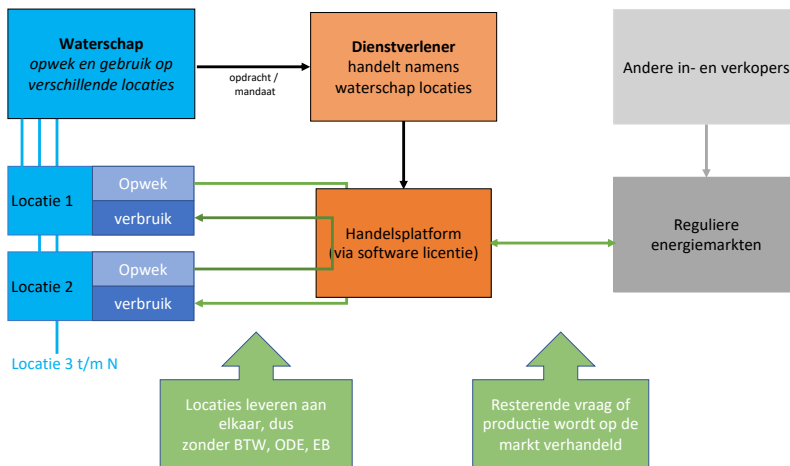 Waterschap
opwek en gebruik op
verschillende locaties
opdracht /
mandaat
Dienstverlener
handelt namens
waterschap locaties
Andere in- en verkopers
Locatie 1
Opwek
verbruik
Locatie 2
Opwek
verbruik
Locatie 3 t/m N
Handelsplatform
(via software licentie)
Reguliere
energiemarkten
Locaties leveren aan
elkaar, dus
zonder BTW, ODE, EB
Resterende vraag of
productie wordt op de
markt verhandeld